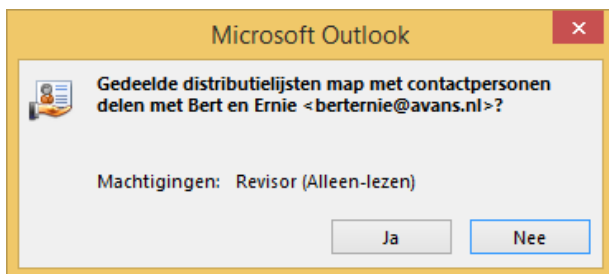 Microsoft Outlook
Gedeelde distributielijsten map met contactpersonen
delen met Bert en Ernie <berternie@avans.nl>?
Machtigingen: Revisor (Alleen-lezen)
Ja
Nee